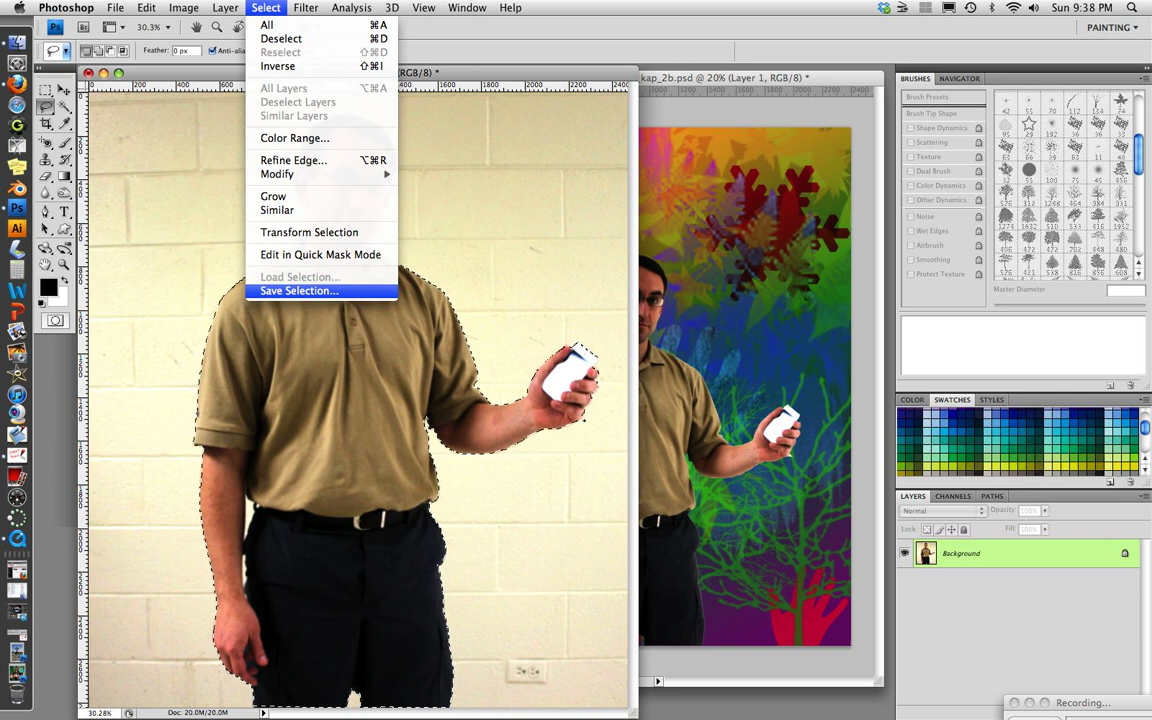 Photoshop File Edit Image Layer Select Filter Analysis 3D View Window Help Sun 9:38 PM
30.3% PAINTING
Feather: 0 px Anti-alia
RGB/8) *
kap_2b.psd @ 20% (Layer 1, RGB/8) *
All ⌘A
Deselect ⌘D
Reselect ⇧⌘D
Inverse ⇧⌘I
All Layers ⌥⌘A
Deselect Layers
Similar Layers
Color Range...
Refine Edge... ⌥⌘R
Modify
Grow
Similar
Transform Selection
Edit in Quick Mask Mode
Load Selection...
Save Selection...
BRUSHES NAVIGATOR
Brush Presets
Brush Tip Shape
Shape Dynamics
Scattering
Texture
Dual Brush
Color Dynamics
Other Dynamics
Noise
Wet Edges
Airbrush
Smoothing
Protect Texture
Master Diameter
COLOR SWATCHES STYLES
LAYERS CHANNELS PATHS
Normal Opacity: 100%
Lock: Fill: 100%
Background
30.28% Doc: 20.0M/20.0M
Recording...